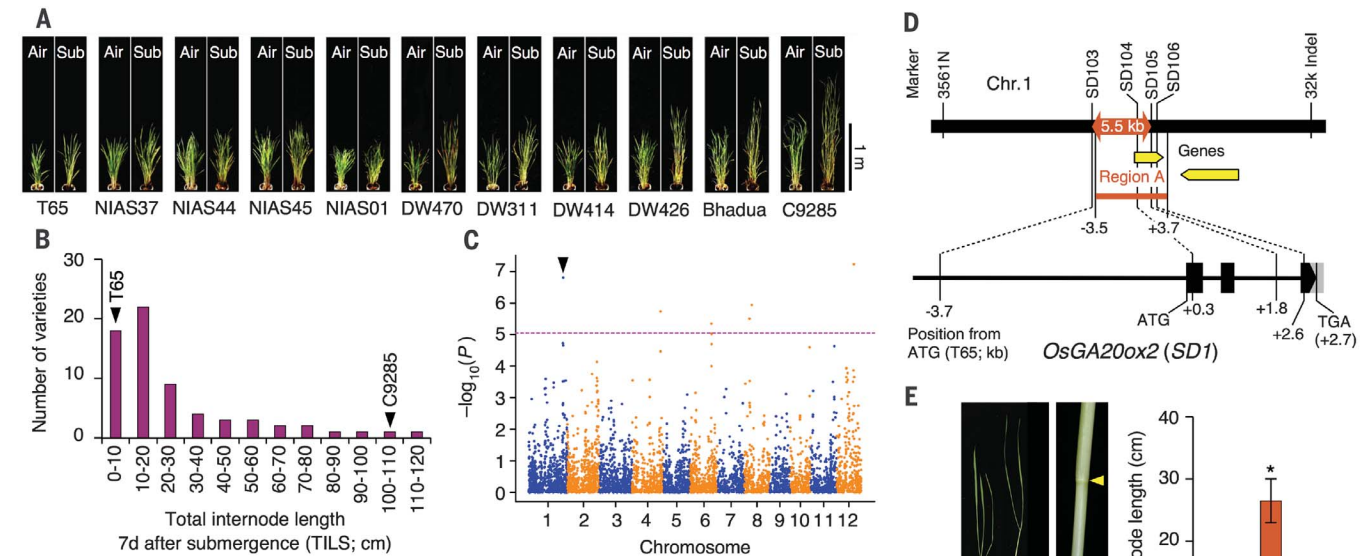 A
Air Sub Air Sub Air Sub Air Sub Air Sub Air Sub Air Sub Air Sub Air Sub Air Sub Air Sub
1 m
T65 NIAS37 NIAS44 NIAS45 NIAS01 DW470 DW311 DW414 DW426 Bhadua C9285
B
Number of varieties
30
20
10
0
T65
C9285
0-10 10-20 20-30 30-40 40-50 50-60 60-70 70-80 80-90 90-100 100-110 110-120
Total internode length
7d after submergence (TILS; cm)
C
–log10(P)
7
6
5
4
3
2
1
0
1 2 3 4 5 6 7 8 9 10 11 12
Chromosome
D
Marker
3561N
Chr.1
SD103
SD104
SD105
SD106
32k Indel
5.5 kb
Genes
Region A
-3.5 +3.7
-3.7
ATG
+0.3
+1.8
+2.6
TGA
(+2.7)
Position from
ATG (T65; kb)
OsGA20ox2 (SD1)
E
ode length (cm)
40
30
20
*